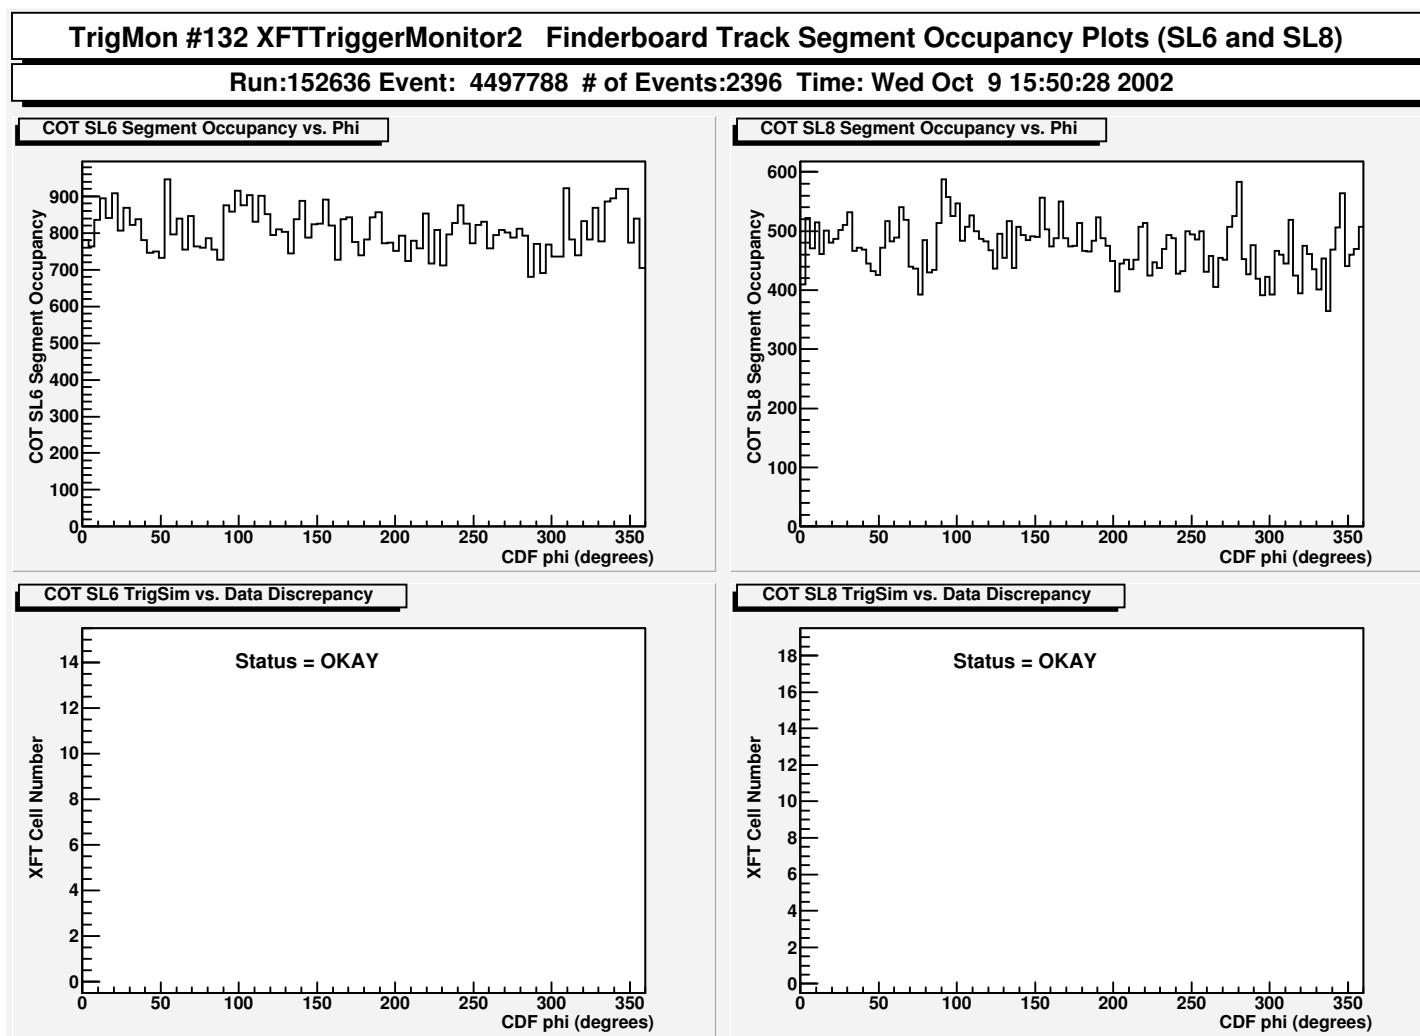 TrigMon #132 XFTTriggerMonitor2 Finderboard Track Segment Occupancy Plots (SL6 and SL8)
Run:152636 Event: 4497788 # of Events:2396 Time: Wed Oct 9 15:50:28 2002
COT SL6 Segment Occupancy vs. Phi
COT SL6 Segment Occupancy
900
800
700
600
500
400
300
200
100
0
0 50 100 150 200 250 300 350
CDF phi (degrees)
COT SL8 Segment Occupancy vs. Phi
COT SL8 Segment Occupancy
600
500
400
300
200
100
0
0 50 100 150 200 250 300 350
CDF phi (degrees)
COT SL6 TrigSim vs. Data Discrepancy
Status = OKAY
XFT Cell Number
14
12
10
8
6
4
2
0
0 50 100 150 200 250 300 350
CDF phi (degrees)
COT SL8 TrigSim vs. Data Discrepancy
Status = OKAY
XFT Cell Number
18
16
14
12
10
8
6
4
2
0
0 50 100 150 200 250 300 350
CDF phi (degrees)